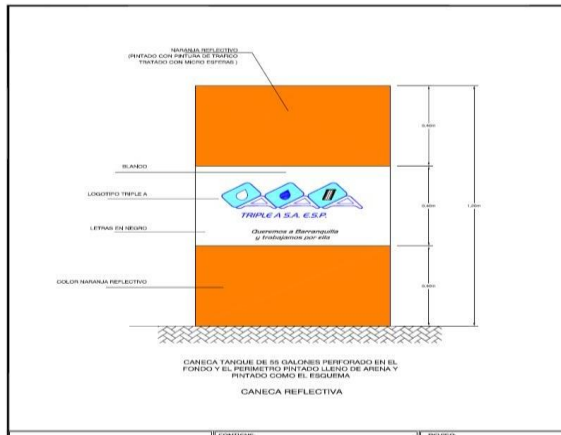 NARANJA REFLECTIVO
(PINTADO CON PINTURA DE TRAFICO
TRATADO CON MICRO ESFERAS )
BLANDO
LOGOTIPO TRIPLE A
TRIPLE A S.A. E.S.P.
LETRAS EN NEGRO
Queremos a Barranquilla
y trabajamos por ella
COLOR NARANJA REFLECTIVO
CANECA TANQUE DE 55 GALONES PERFORADO EN EL
FONDO Y EL PERIMETRO PINTADO LLENO DE ARENA Y
PINTADO COMO EL ESQUEMA
CANECA REFLECTIVA